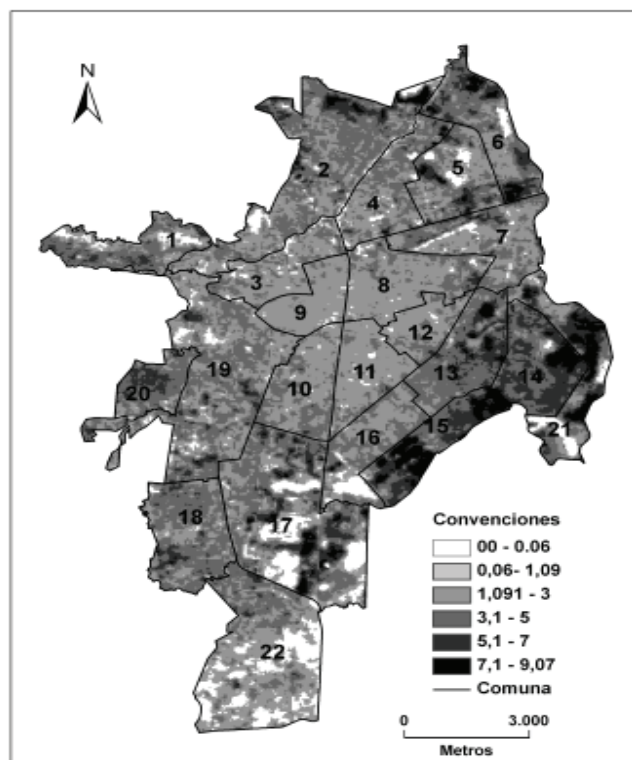 N
6
5
2
4
1
7
3
8
9
12
19
11
10
13
14
20
15
21
16
18
17
22
Convenciones
00 - 0.06
0,06- 1,09
1,091 - 3
3,1 - 5
5,1 - 7
7,1 - 9,07
Comuna
0 3.000
Metros